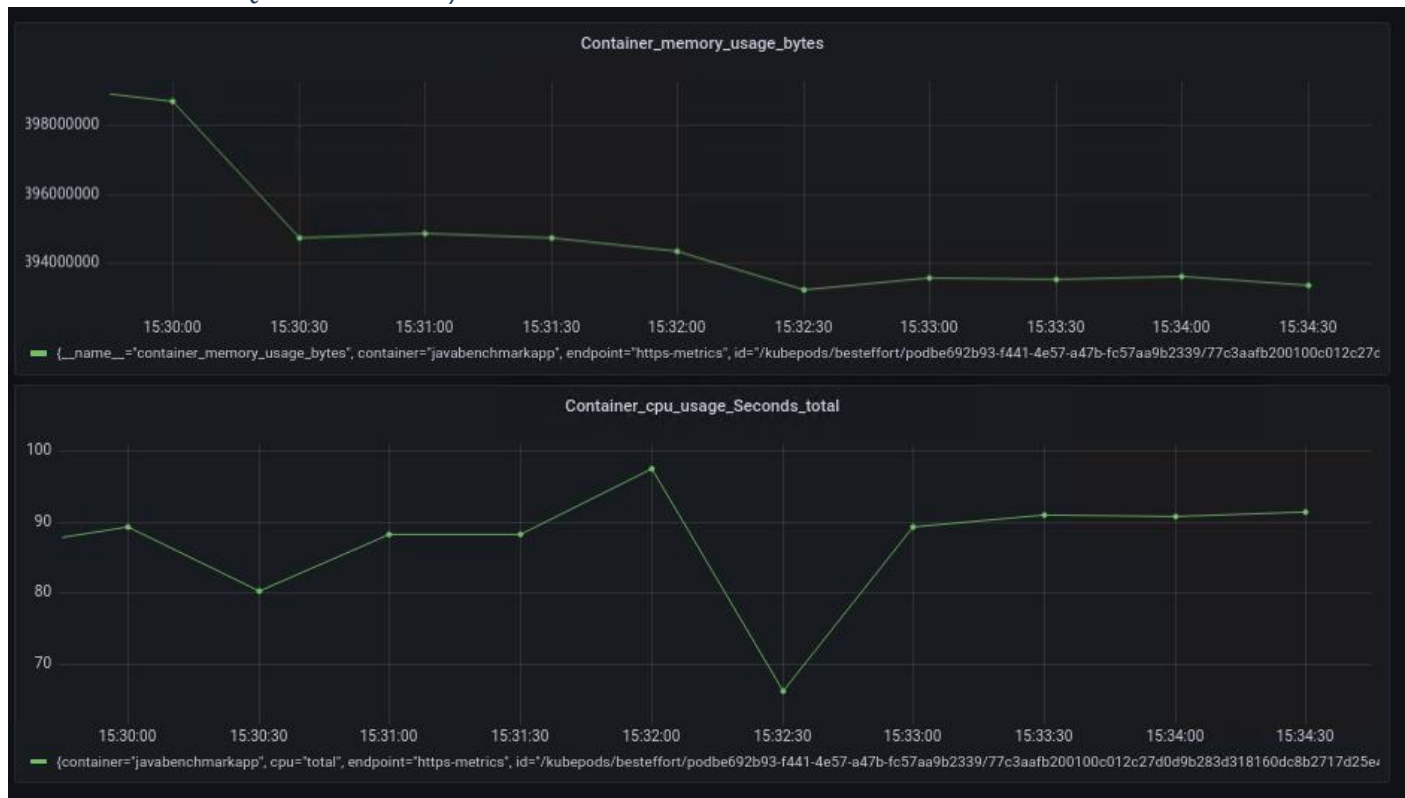 Container_memory_usage_bytes
398000000
396000000
394000000
15:30:00 15:30:30 15:31:00 15:31:30 15:32:00 15:32:30 15:33:00 15:33:30 15:34:00 15:34:30
{__name__="container_memory_usage_bytes", container="javabenchmarkapp", endpoint="https-metrics", id="/kubepods/besteffort/podbe692b93-f441-4e57-a47b-fc57aa9b2339/77c3aafb200100c012c27c
Container_cpu_usage_Seconds_total
100
90
80
70
15:30:00 15:30:30 15:31:00 15:31:30 15:32:00 15:32:30 15:33:00 15:33:30 15:34:00 15:34:30
{container="javabenchmarkapp", cpu="total", endpoint="https-metrics", id="/kubepods/besteffort/podbe692b93-f441-4e57-a47b-fc57aa9b2339/77c3aafb200100c012c27d0d9b283d318160dc8b2717d25e